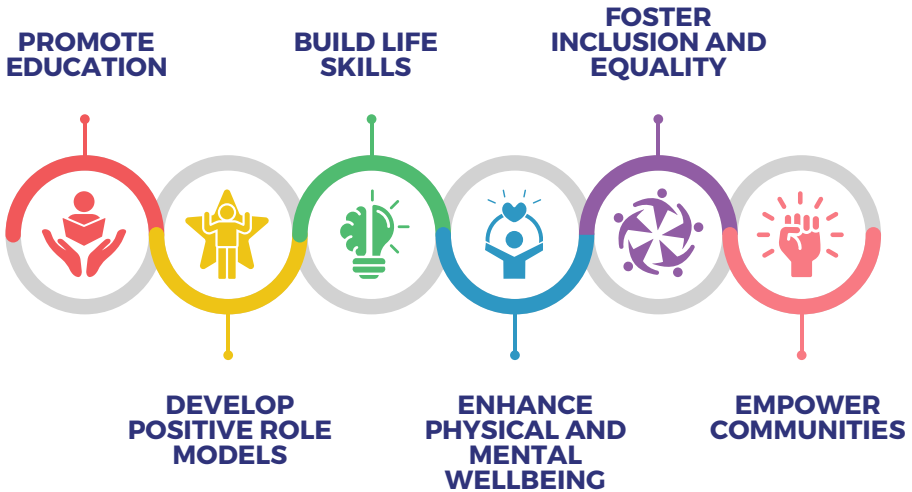 PROMOTE
EDUCATION
DEVELOP
POSITIVE ROLE
MODELS
BUILD LIFE
SKILLS
ENHANCE
PHYSICAL AND
MENTAL
WELLBEING
FOSTER
INCLUSION AND
EQUALITY
EMPOWER
COMMUNITIES